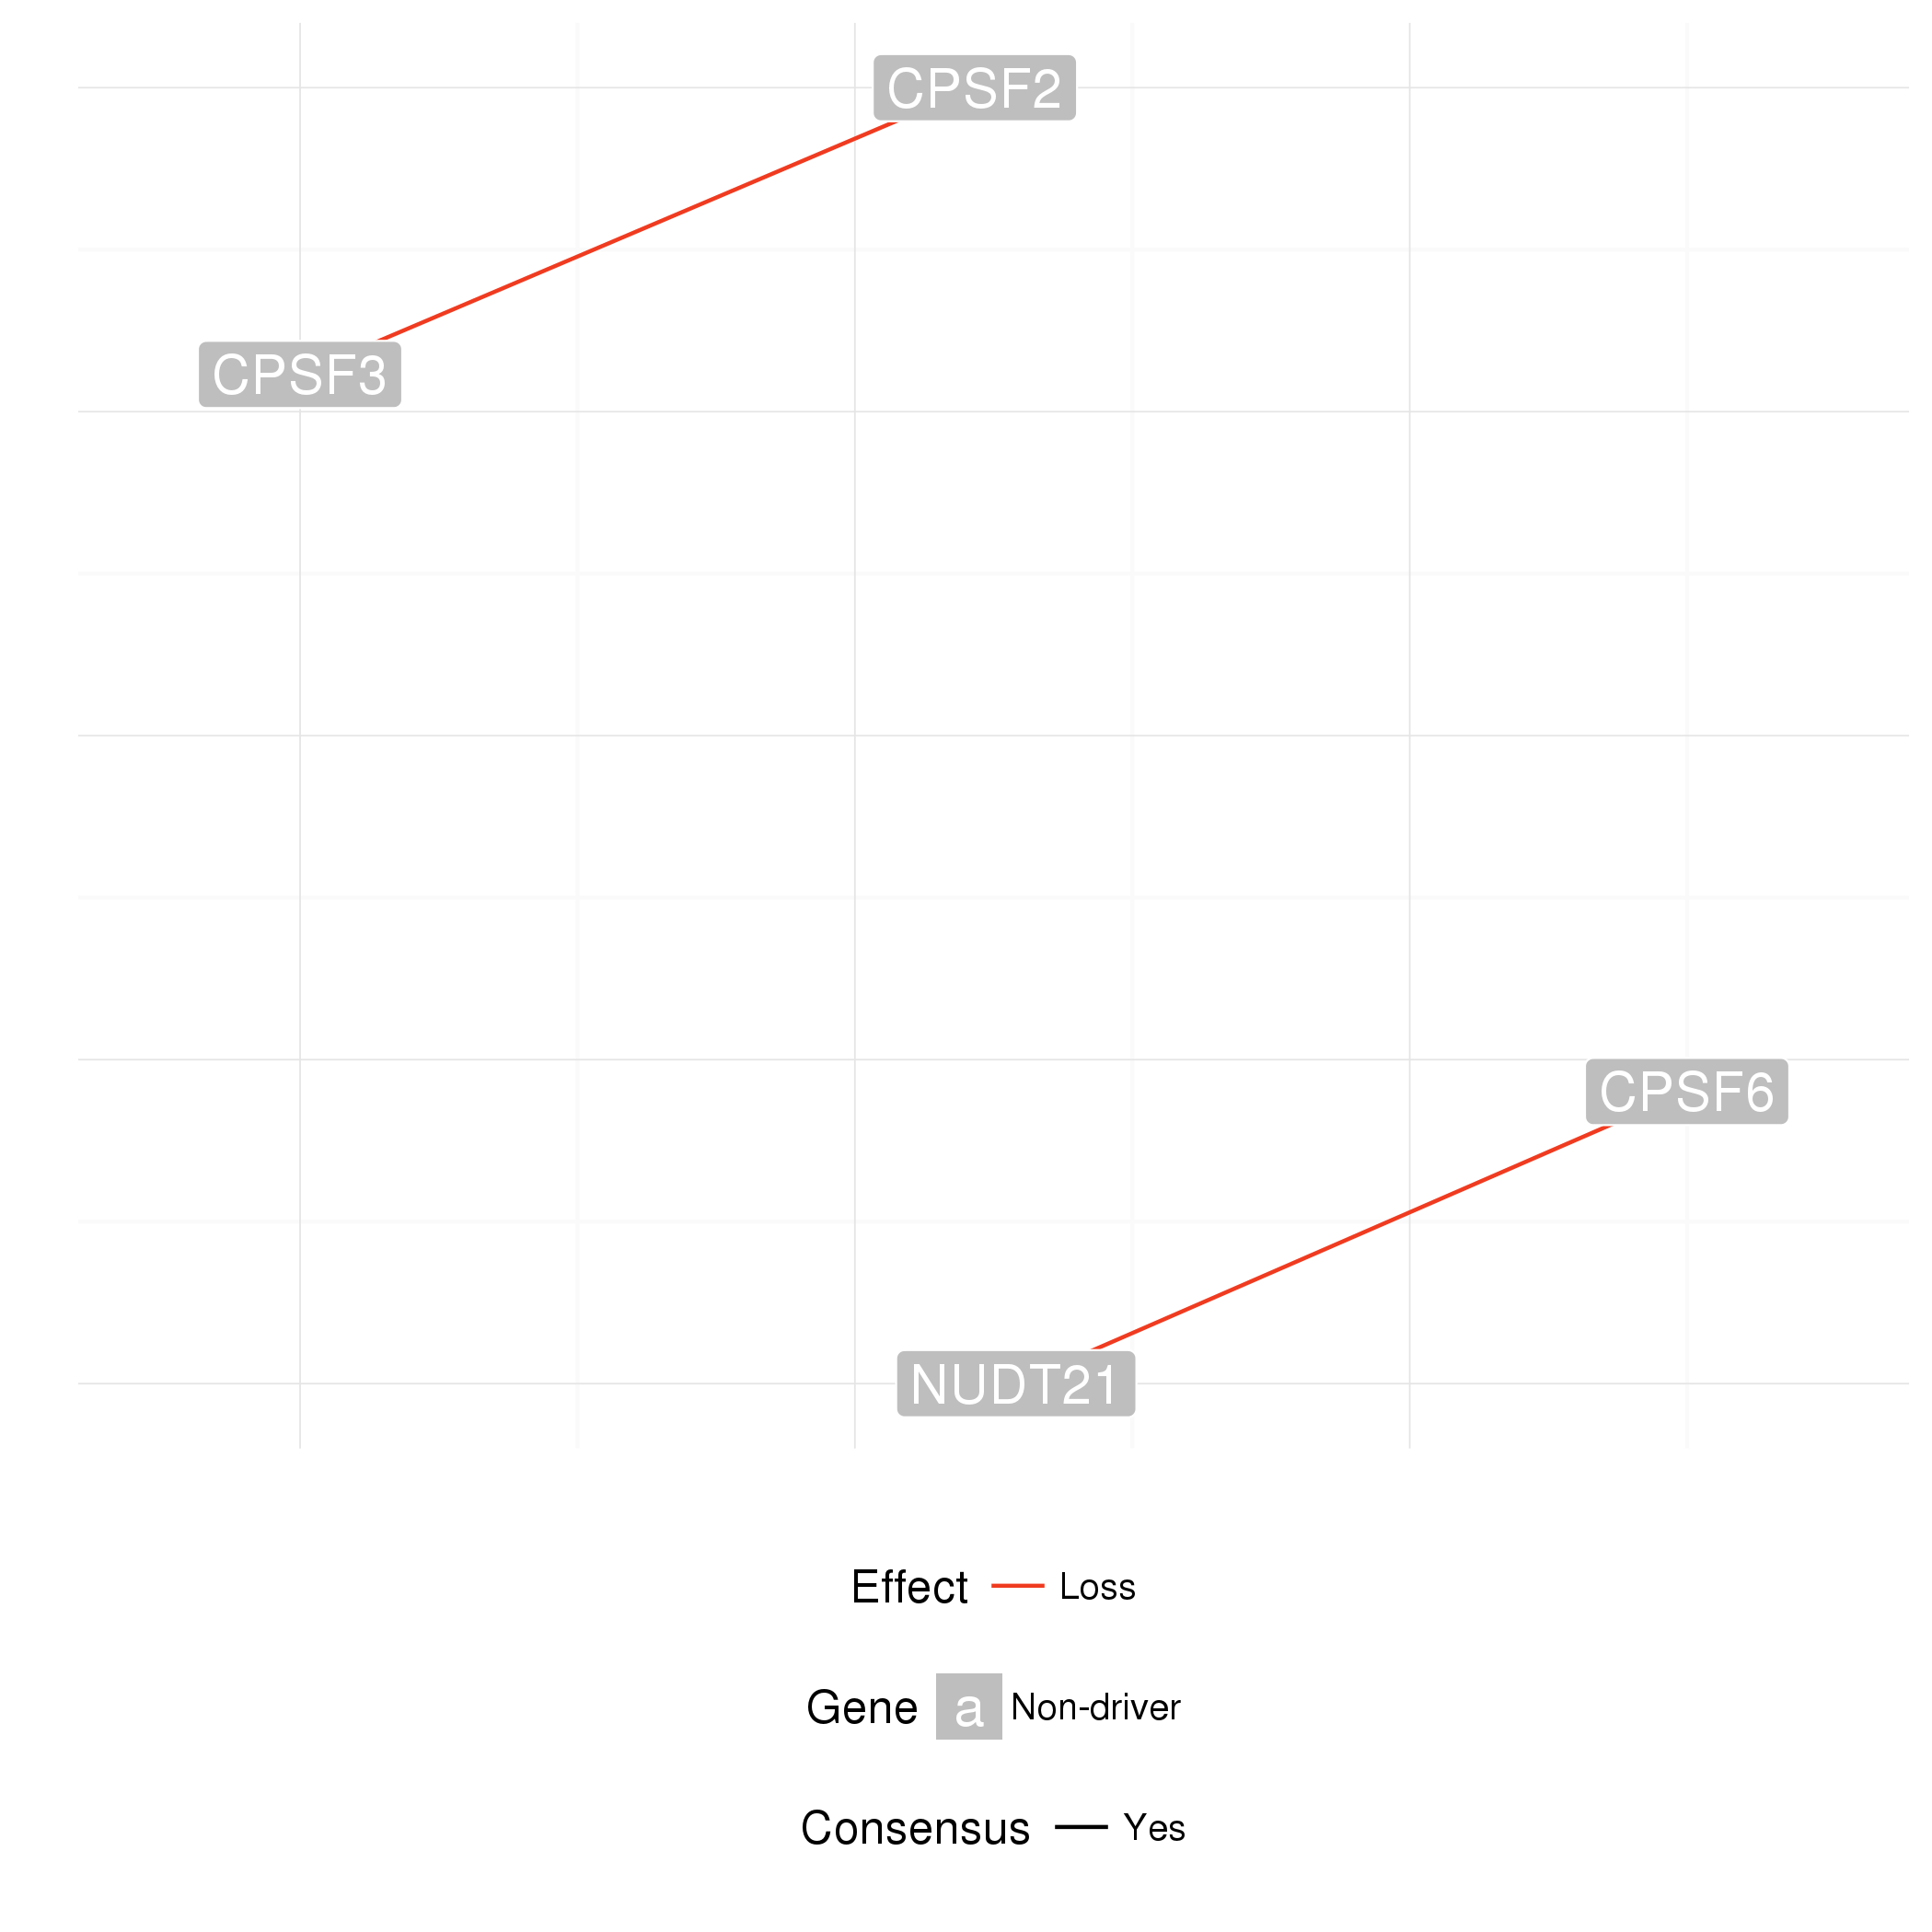 CPSF2
CPSF3
CPSF6
NUDT21
Effect Loss
Gene a Non-driver
Consensus Yes